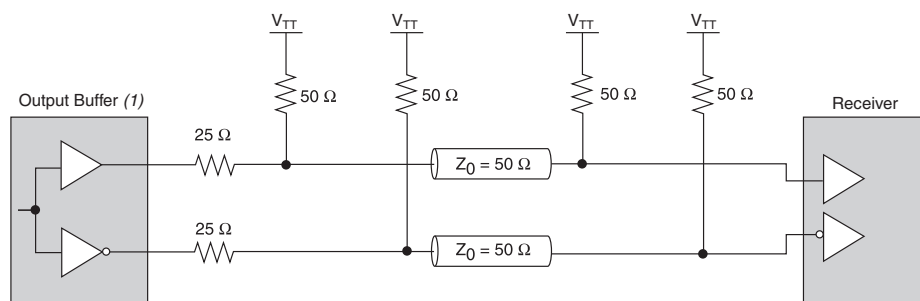 V_TT V_TT V_TT V_TT
50 Ω 50 Ω 50 Ω 50 Ω
Output Buffer (1)
Receiver
25 Ω
Z_0 = 50 Ω
25 Ω
Z_0 = 50 Ω